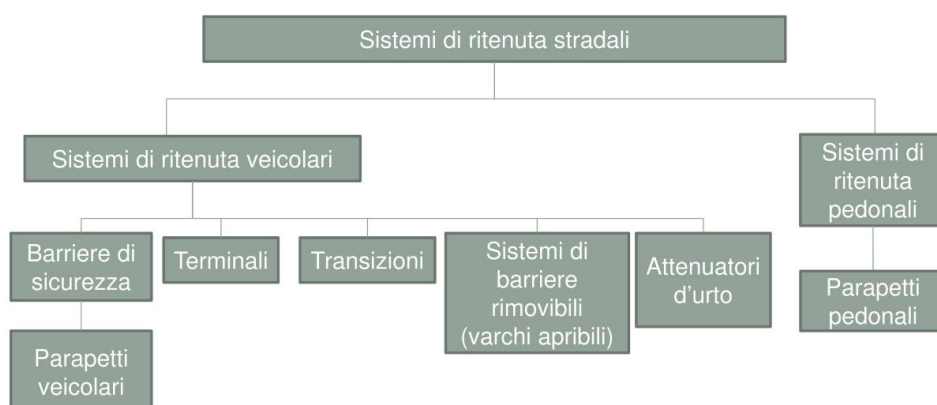 Sistemi di ritenuta stradali
Sistemi di ritenuta veicolari
Sistemi di
ritenuta
pedonali
Barriere di
sicurezza
Terminali
Transizioni
Sistemi di
barriere
rimovibili
(varchi apribili)
Attenuatori
d'urto
Parapetti
pedonali
Parapetti
veicolari